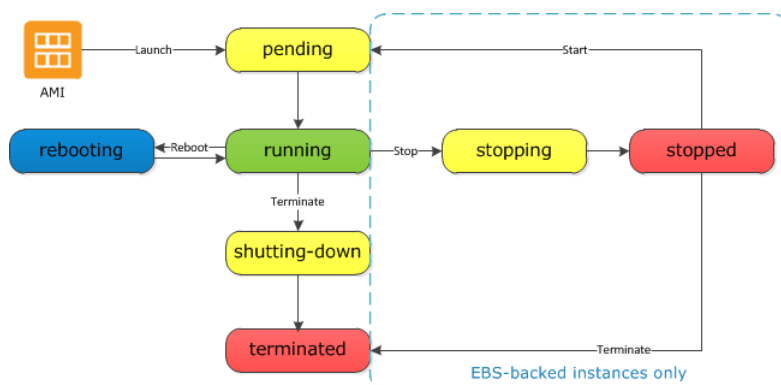 pending
Launch
Start
AMI
rebooting
Reboot
running
Stop
stopping
stopped
Terminate
shutting-down
terminated
Terminate
EBS-backed instances only